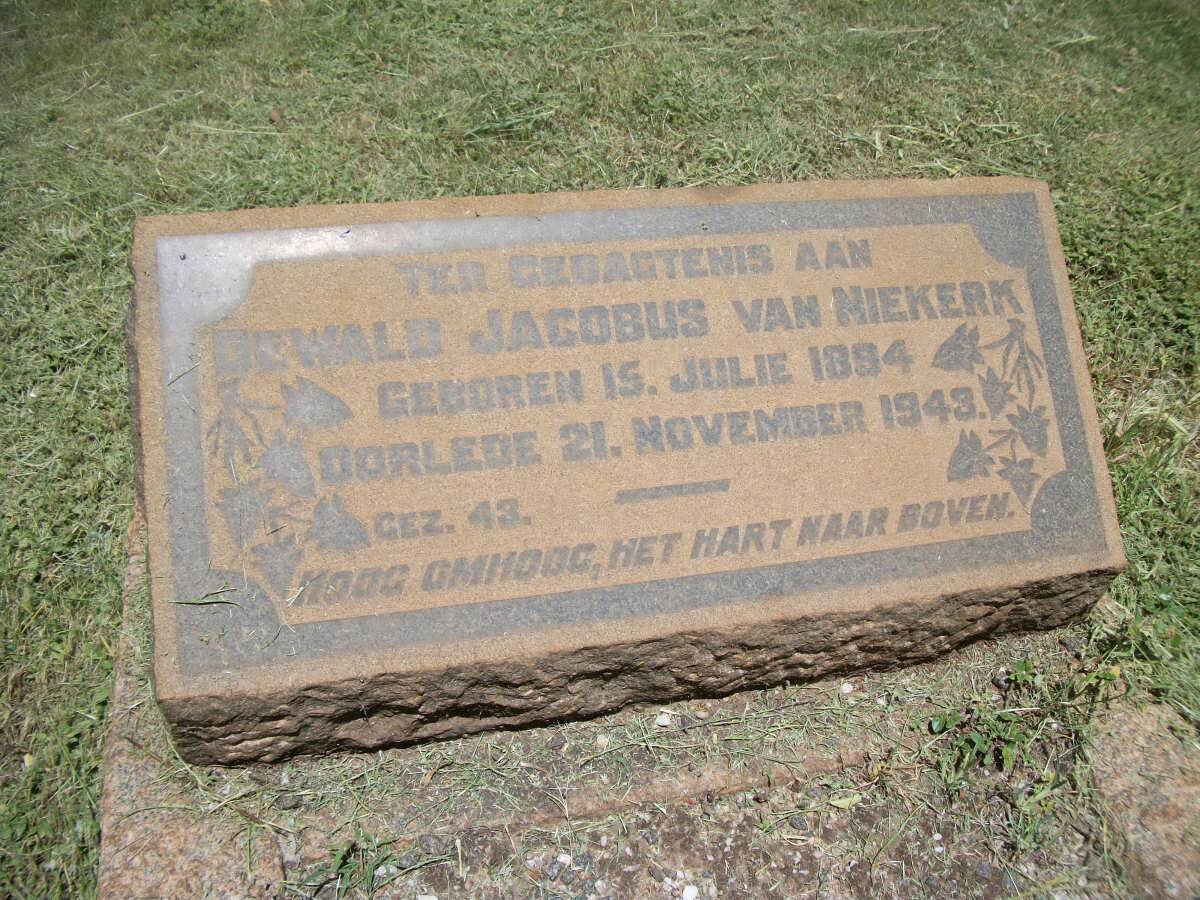 TER GEDAGTENIS AAN
DEWALD JACOBUS VAN NIEKERK
GEBOREN 15. JULIE 1894
OORLEDE 21. NOVEMBER 1943.
GEZ. 43.
HOOG OMHOOG, HET HART NAAR BOVEN.